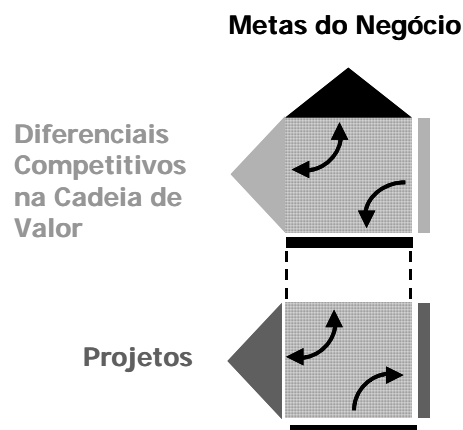 Metas do Negócio
Diferenciais
Competitivos
na Cadeia de
Valor
Projetos